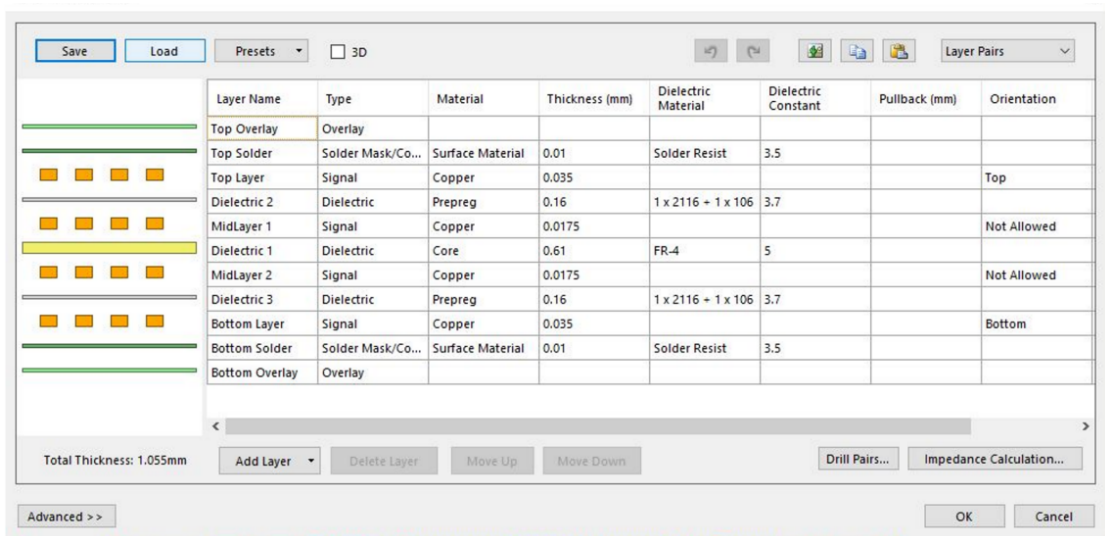 Save Load Presets 3D Layer Pairs
Layer Name Type Material Thickness (mm) Dielectric Material Dielectric Constant Pullback (mm) Orientation
Top Overlay Overlay
Top Solder Solder Mask/Co... Surface Material 0.01 Solder Resist 3.5
Top Layer Signal Copper 0.035 Top
Dielectric 2 Dielectric Prepreg 0.16 1 x 2116 + 1 x 106 3.7
MidLayer 1 Signal Copper 0.0175 Not Allowed
Dielectric 1 Dielectric Core 0.61 FR-4 5
MidLayer 2 Signal Copper 0.0175 Not Allowed
Dielectric 3 Dielectric Prepreg 0.16 1 x 2116 + 1 x 106 3.7
Bottom Layer Signal Copper 0.035 Bottom
Bottom Solder Solder Mask/Co... Surface Material 0.01 Solder Resist 3.5
Bottom Overlay Overlay
Total Thickness: 1.055mm Add Layer Delete Layer Move Up Move Down Drill Pairs... Impedance Calculation...
Advanced >> OK Cancel